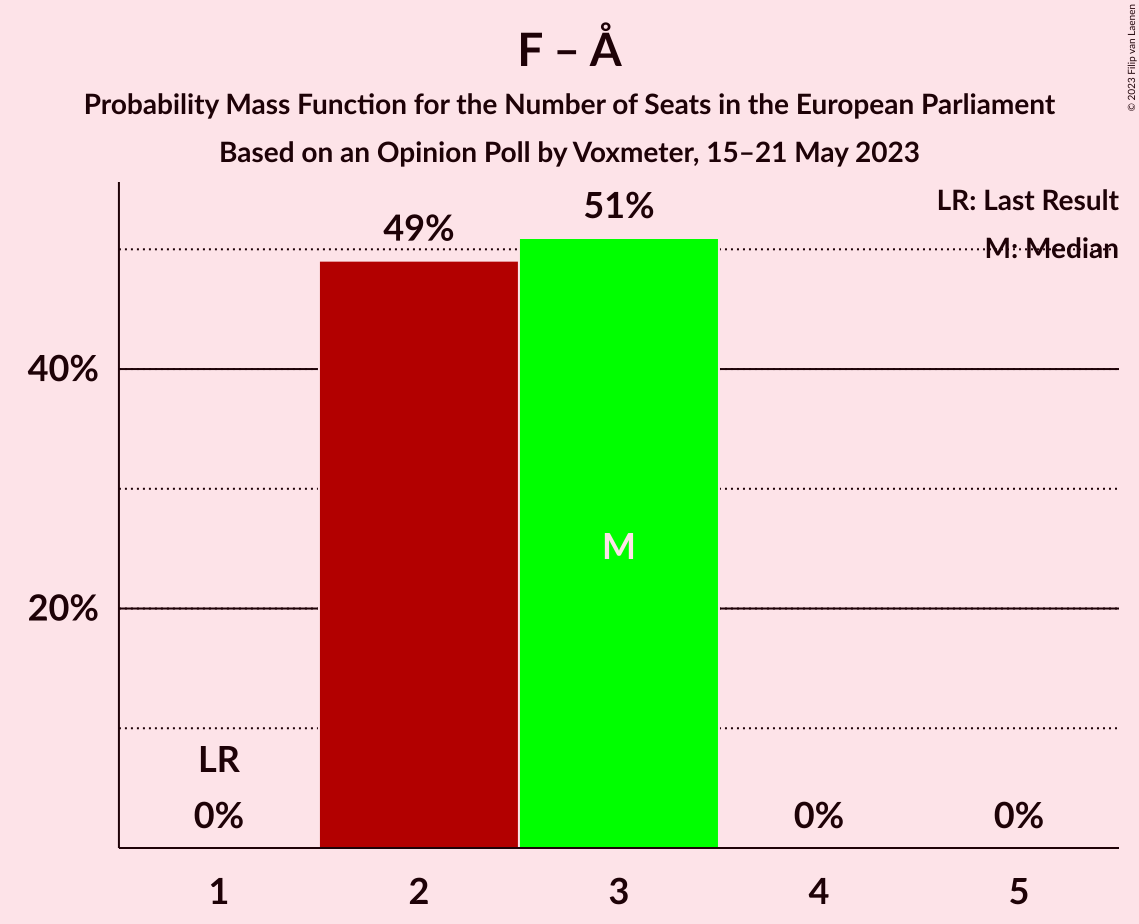 F – Å
Probability Mass Function for the Number of Seats in the European Parliament
Based on an Opinion Poll by Voxmeter, 15–21 May 2023
© 2023 Filip van Laenen
LR: Last Result
M: Median
49%
51%
40%
20%
M
LR
0%
0%
0%
1
2
3
4
5